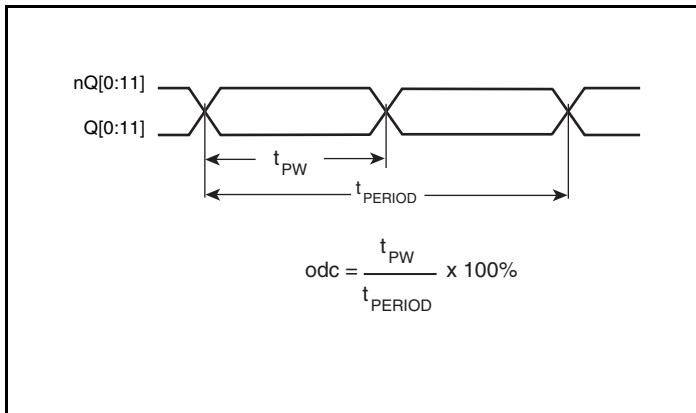 nQ[0:11]
Q[0:11]
tPW
tPERIOD
odc = tPW / tPERIOD x 100%